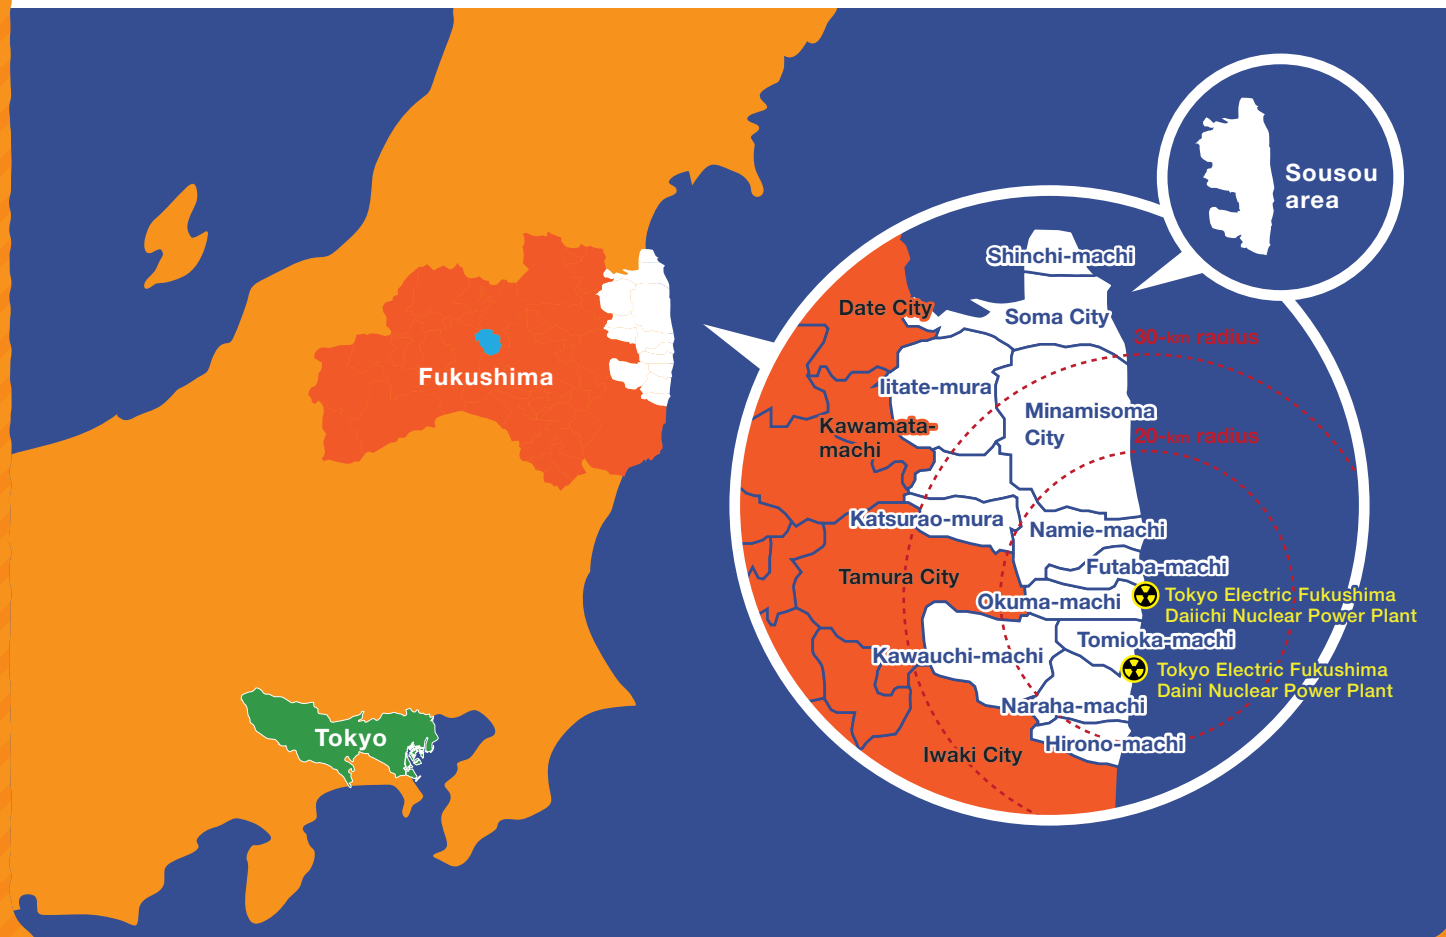 Sousou
area
Shinchi-machi
Date City
Soma City
30-km radius
Iitate-mura
Minamisoma
City
Kawamata-
machi
20-km radius
Katsurao-mura
Namie-machi
Futaba-machi
Tamura City
Okuma-machi
Tokyo Electric Fukushima
Daiichi Nuclear Power Plant
Tomioka-machi
Kawauchi-machi
Tokyo Electric Fukushima
Daini Nuclear Power Plant
Naraha-machi
Hirono-machi
Iwaki City
Fukushima
Tokyo